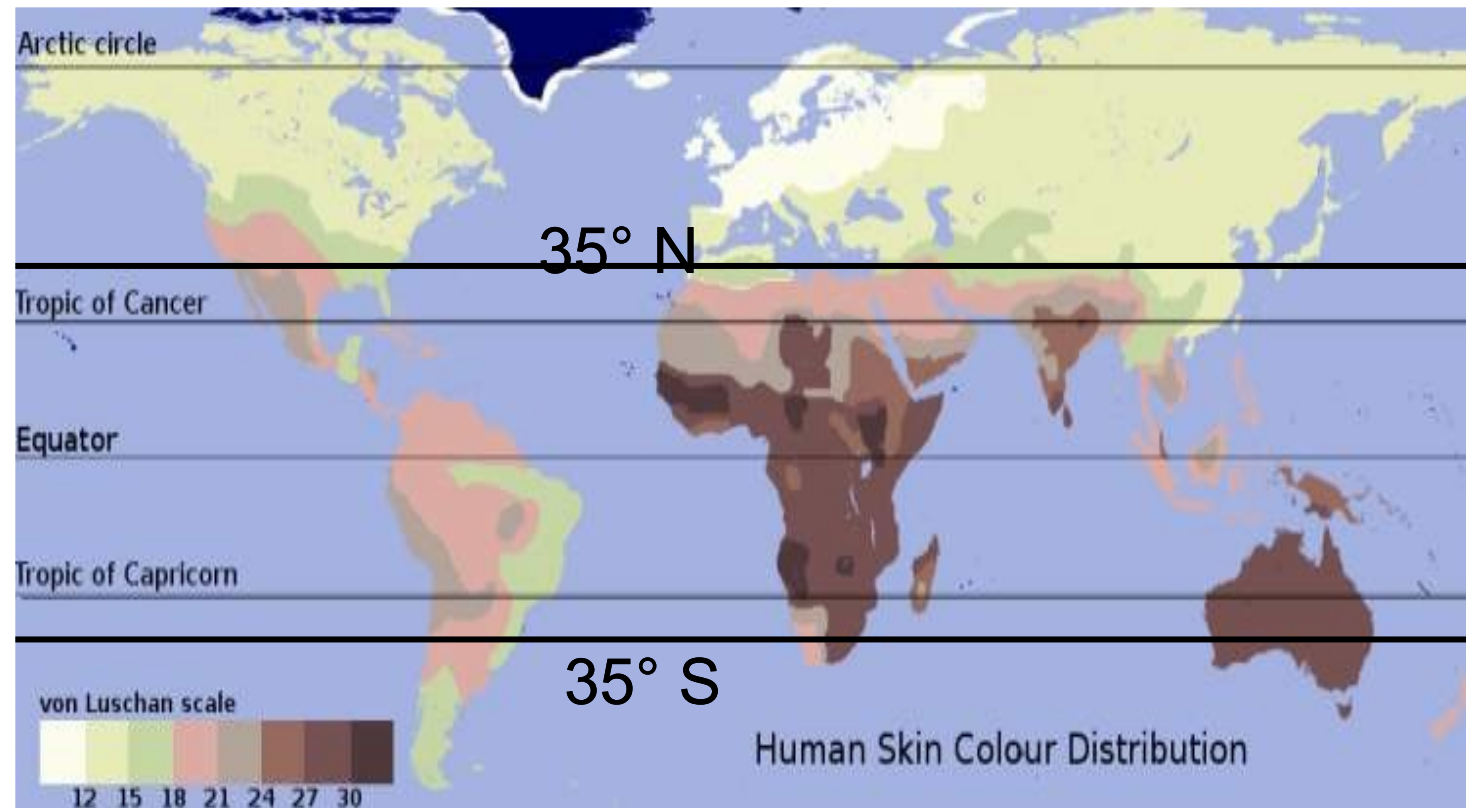 Arctic circle
35° N
Tropic of Cancer
Equator
Tropic of Capricorn
35° S
von Luschan scale
12 15 18 21 24 27 30
Human Skin Colour Distribution